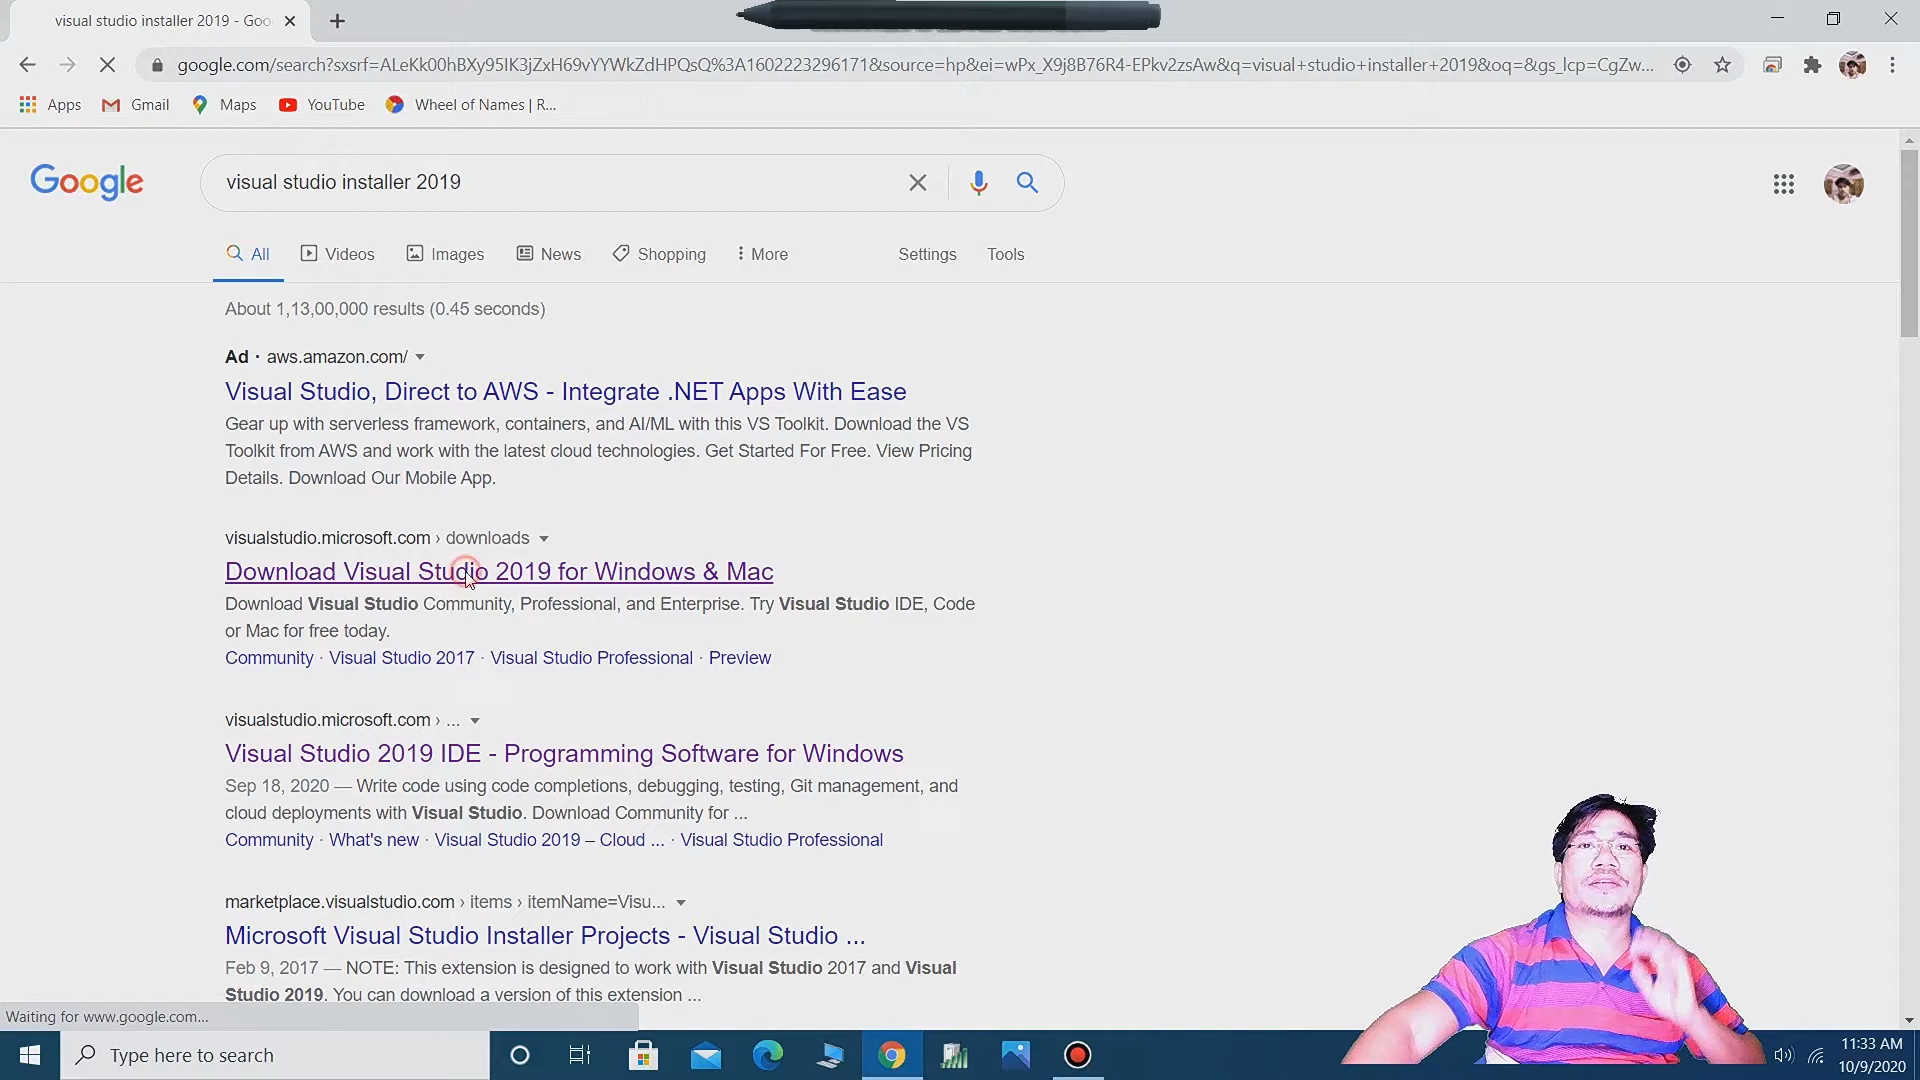 visual studio installer 2019 - Goo
google.com/search?sxsrf=ALeKk00hBXy95IK3jZxH69vYYWkZdHPQsQ%3A1602223296171&source=hp&ei=wPx_X9j8B76R4-EPkv2zsAw&q=visual+studio+installer+2019&oq=&gs_lcp=CgZw...
Apps Gmail Maps YouTube Wheel of Names | R...
Google
visual studio installer 2019
All Videos Images News Shopping More Settings Tools
About 1,13,00,000 results (0.45 seconds)
Ad · aws.amazon.com/
Visual Studio, Direct to AWS - Integrate .NET Apps With Ease
Gear up with serverless framework, containers, and AI/ML with this VS Toolkit. Download the VS
Toolkit from AWS and work with the latest cloud technologies. Get Started For Free. View Pricing
Details. Download Our Mobile App.
visualstudio.microsoft.com › downloads
Download Visual Studio 2019 for Windows & Mac
Download Visual Studio Community, Professional, and Enterprise. Try Visual Studio IDE, Code
or Mac for free today.
Community · Visual Studio 2017 · Visual Studio Professional · Preview
visualstudio.microsoft.com › ...
Visual Studio 2019 IDE - Programming Software for Windows
Sep 18, 2020 — Write code using code completions, debugging, testing, Git management, and
cloud deployments with Visual Studio. Download Community for ...
Community · What's new · Visual Studio 2019 – Cloud ... · Visual Studio Professional
marketplace.visualstudio.com › items › itemName=Visu...
Microsoft Visual Studio Installer Projects - Visual Studio ...
Feb 9, 2017 — NOTE: This extension is designed to work with Visual Studio 2017 and Visual
Studio 2019. You can download a version of this extension ...
Waiting for www.google.com...
Type here to search
11:33 AM
10/9/2020